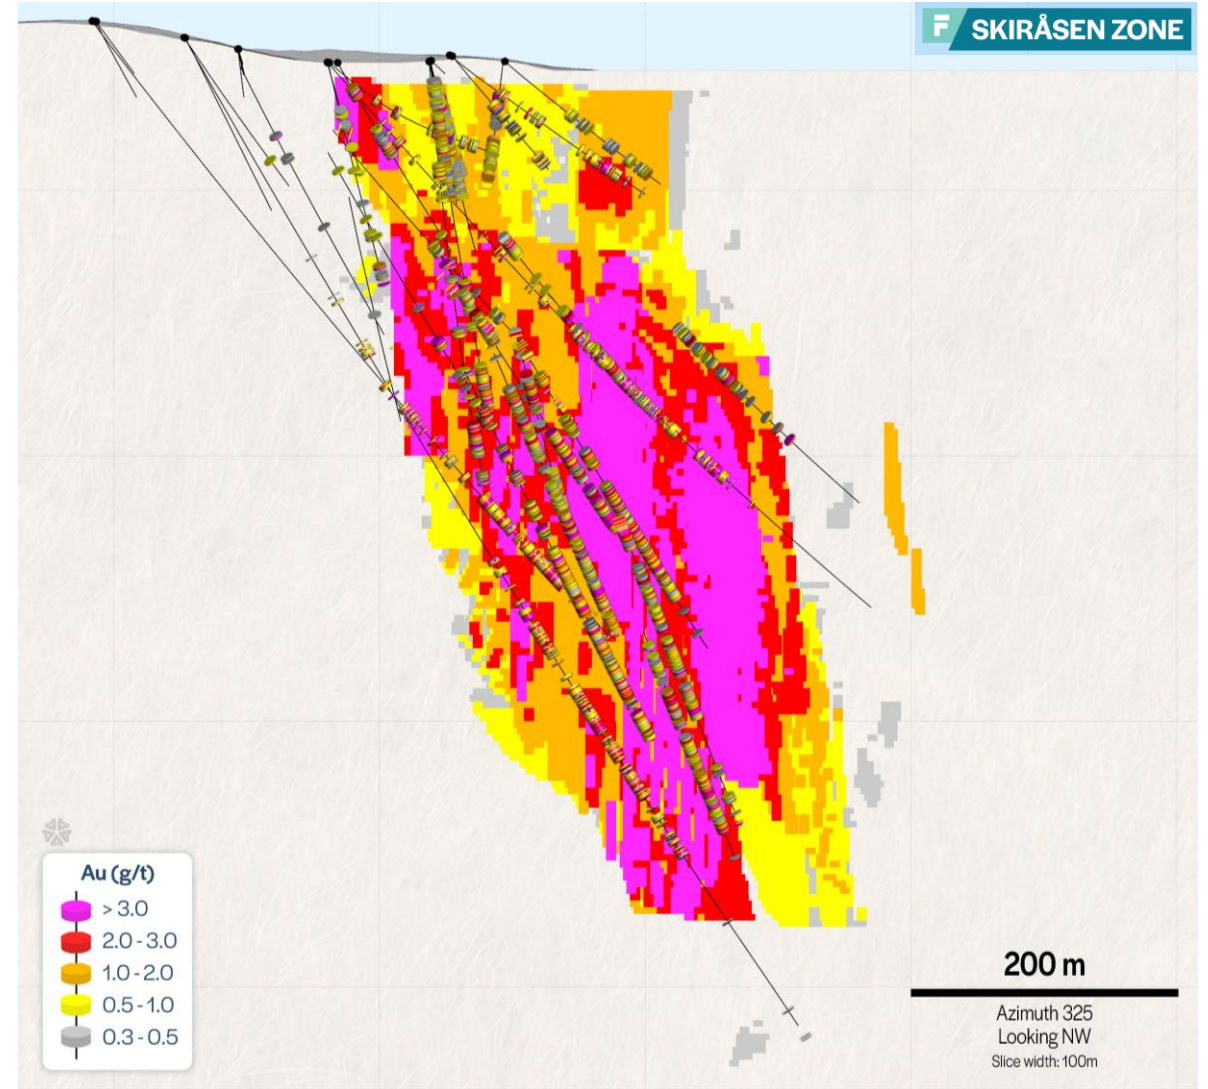 F SKIRÅSEN ZONE
Au (g/t)
> 3.0
2.0 - 3.0
1.0 - 2.0
0.5 - 1.0
0.3 - 0.5
200 m
Azimuth 325
Looking NW
Slice width: 100m